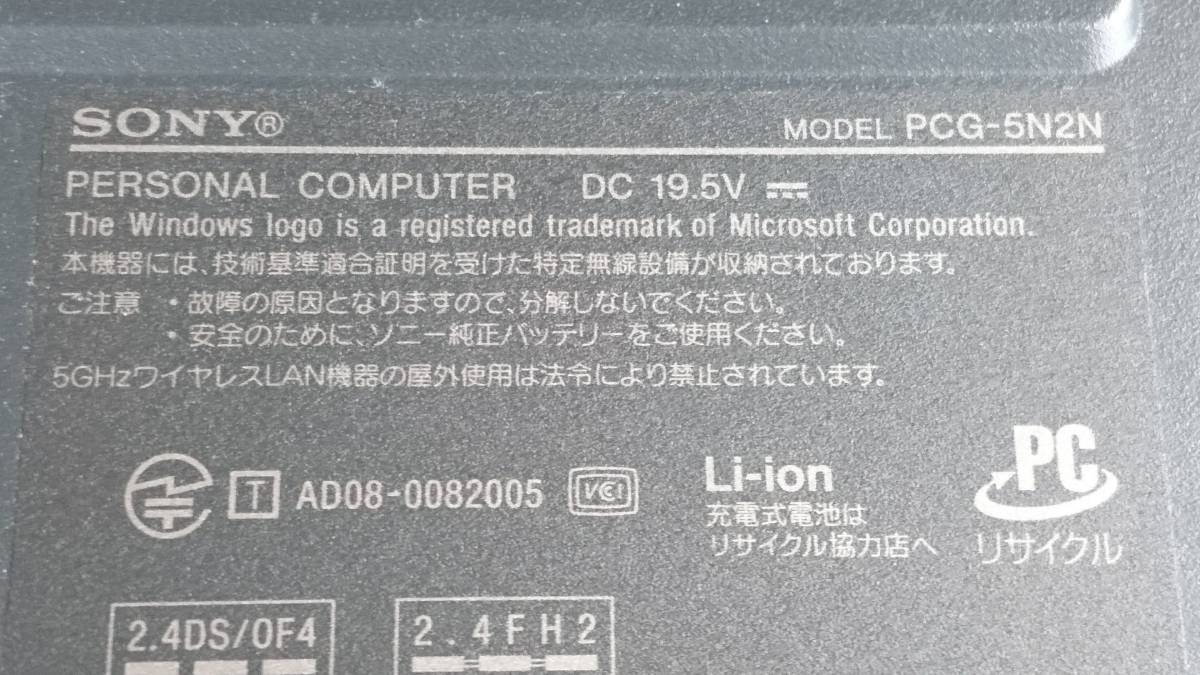 SONY®
MODEL PCG-5N2N
PERSONAL COMPUTER DC 19.5V
The Windows logo is a registered trademark of Microsoft Corporation.
本機器には、技術基準適合証明を受けた特定無線設備が収納されております。
ご注意 ・故障の原因となりますので、分解しないでください。
・安全のために、ソニー純正バッテリーをご使用ください。
5GHzワイヤレスLAN機器の屋外使用は法令により禁止されています。
T AD08-0082005 VCI
Li-ion
充電式電池は
リサイクル協力店へ
PC
リサイクル
2.4DS/OF4
2.4FH2